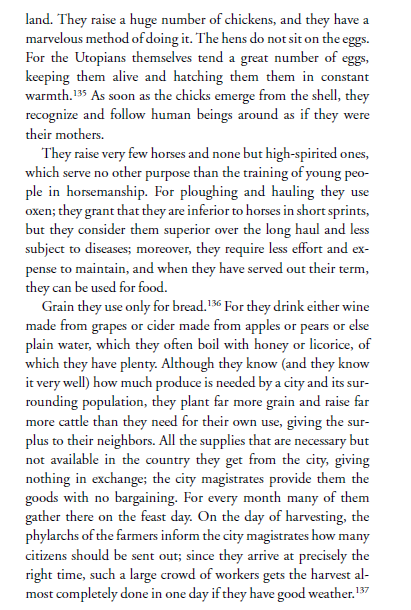 land. They raise a huge number of chickens, and they have a
marvelous method of doing it. The hens do not sit on the eggs.
For the Utopians themselves tend a great number of eggs,
keeping them alive and hatching them them in constant
warmth.135 As soon as the chicks emerge from the shell, they
recognize and follow human beings around as if they were
their mothers.
They raise very few horses and none but high-spirited ones,
which serve no other purpose than the training of young peo-
ple in horsemanship. For ploughing and hauling they use
oxen; they grant that they are inferior to horses in short sprints,
but they consider them superior over the long haul and less
subject to diseases; moreover, they require less effort and ex-
pense to maintain, and when they have served out their term,
they can be used for food.
Grain they use only for bread.136 For they drink either wine
made from grapes or cider made from apples or pears or else
plain water, which they often boil with honey or licorice, of
which they have plenty. Although they know (and they know
it very well) how much produce is needed by a city and its sur-
rounding population, they plant far more grain and raise far
more cattle than they need for their own use, giving the sur-
plus to their neighbors. All the supplies that are necessary but
not available in the country they get from the city, giving
nothing in exchange; the city magistrates provide them the
goods with no bargaining. For every month many of them
gather there on the feast day. On the day of harvesting, the
phylarchs of the farmers inform the city magistrates how many
citizens should be sent out; since they arrive at precisely the
right time, such a large crowd of workers gets the harvest al-
most completely done in one day if they have good weather.137